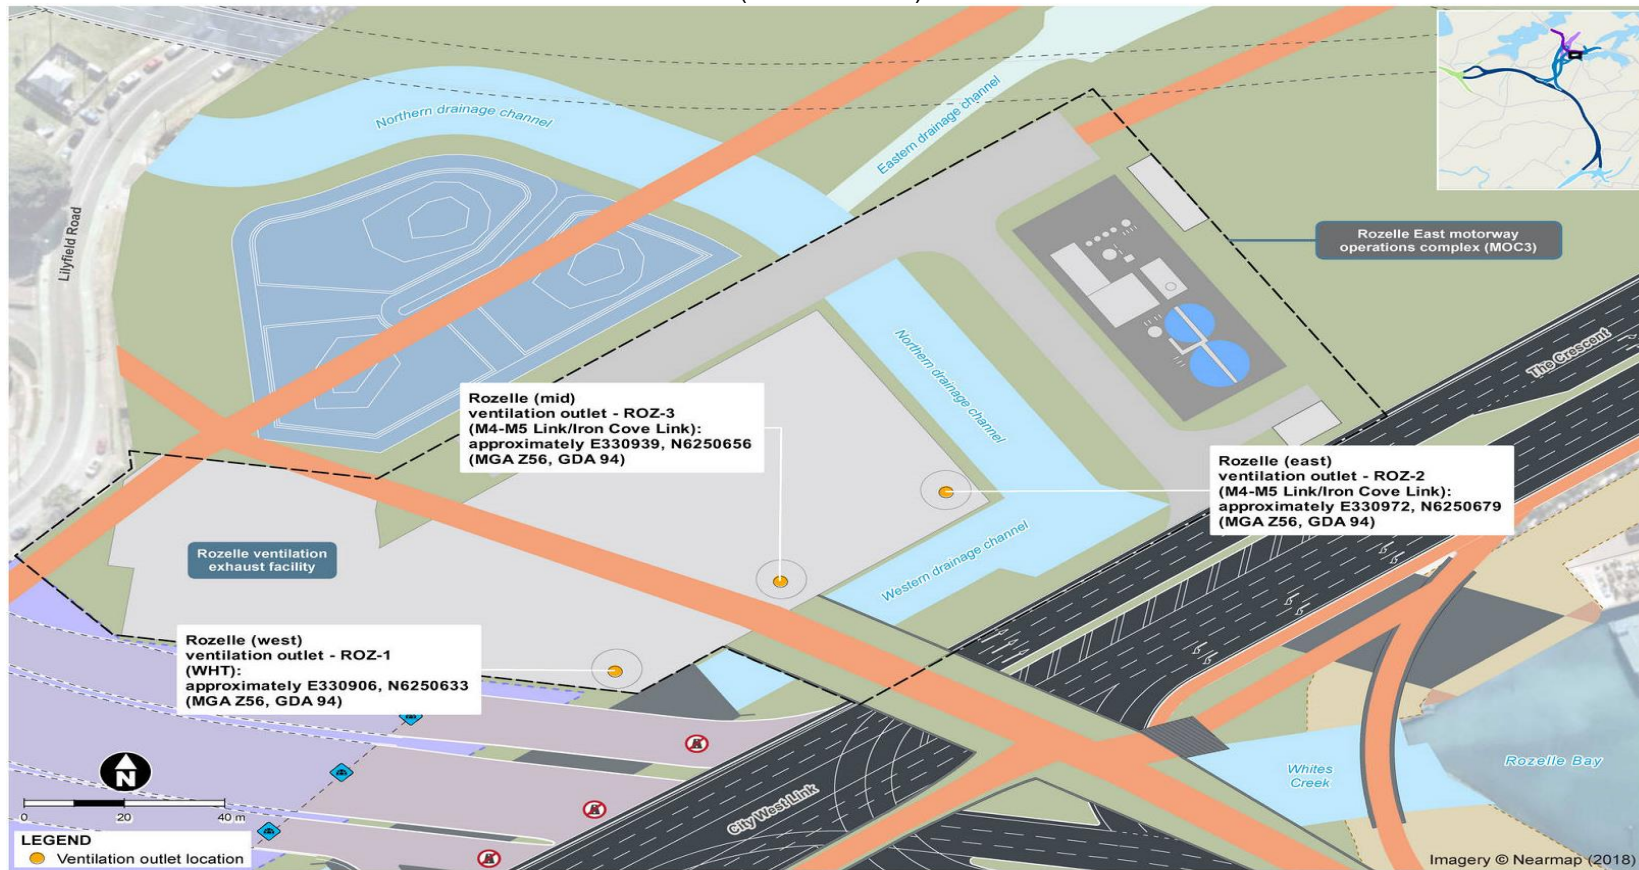 Northern drainage channel
Eastern drainage channel
Lilyfield Road
Rozelle East motorway
operations complex (MOC3)
The Crescent
Northern drainage channel
Rozelle (mid)
ventilation outlet - ROZ-3
(M4-M5 Link/Iron Cove Link):
approximately E330939, N6250656
(MGA Z56, GDA 94)
Rozelle (east)
ventilation outlet - ROZ-2
(M4-M5 Link/Iron Cove Link):
approximately E330972, N6250679
(MGA Z56, GDA 94)
Rozelle ventilation
exhaust facility
Western drainage channel
Rozelle (west)
ventilation outlet - ROZ-1
(WHT):
approximately E330906, N6250633
(MGA Z56, GDA 94)
N
0 20 40 m
City West Link
Whites
Creek
Rozelle Bay
LEGEND
Ventilation outlet location
Imagery © Nearmap (2018)